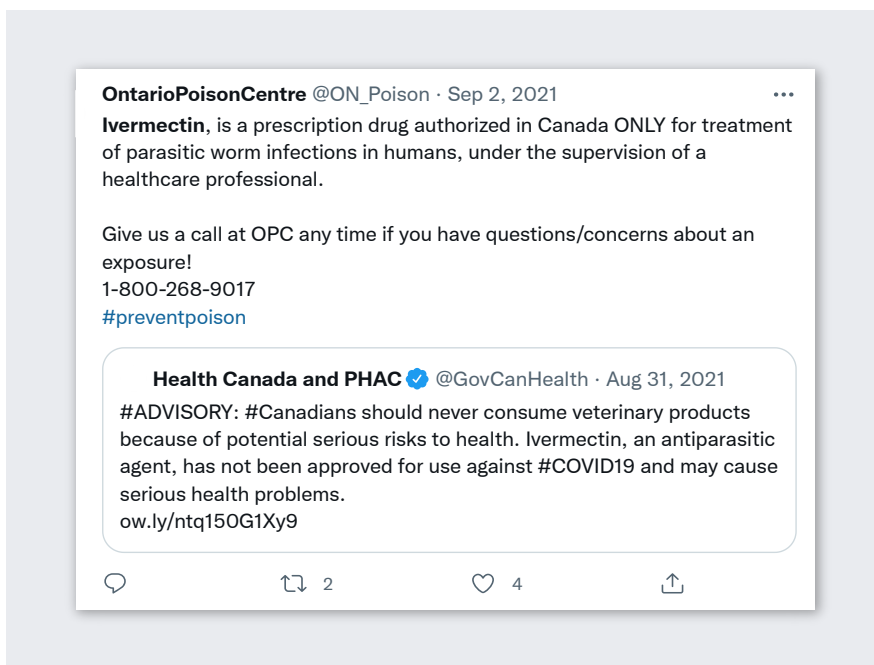 OntarioPoisonCentre @ON_Poison · Sep 2, 2021
Ivermectin, is a prescription drug authorized in Canada ONLY for treatment
of parasitic worm infections in humans, under the supervision of a
healthcare professional.
Give us a call at OPC any time if you have questions/concerns about an
exposure!
1-800-268-9017
#preventpoison
Health Canada and PHAC @GovCanHealth · Aug 31, 2021
#ADVISORY: #Canadians should never consume veterinary products
because of potential serious risks to health. Ivermectin, an antiparasitic
agent, has not been approved for use against #COVID19 and may cause
serious health problems.
ow.ly/ntq150G1Xy9
2 4